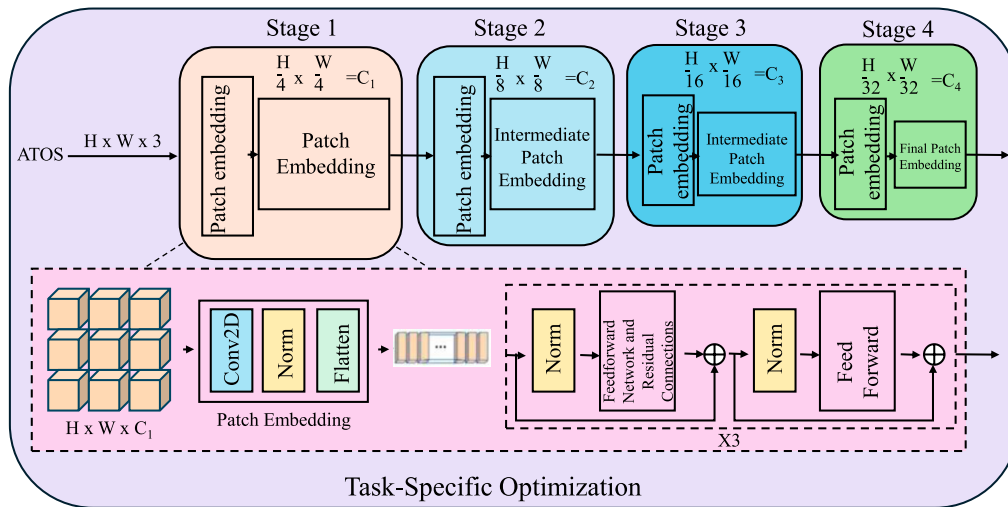 Stage 1
Stage 2
Stage 3
Stage 4
H/4 x W/4 =C₁
H/8 x W/8 =C₂
H/16 x W/16 =C₃
H/32 x W/32 =C₄
ATOS
H x W x 3
Patch embedding
Patch
Embedding
Patch embedding
Intermediate
Patch
Embedding
Patch
embedding
Intermediate
Patch
Embedding
Patch
embedding
Final Patch
Embedding
H x W x C₁
Conv2D
Norm
Flatten
Patch Embedding
...
Norm
Feedforward
Network and
Residual
Connections
Norm
Feed
Forward
X3
Task-Specific Optimization